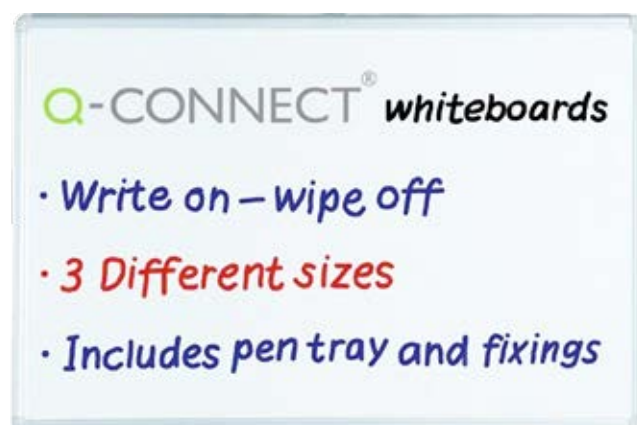 Q-CONNECT® whiteboards
· Write on – wipe off
· 3 Different sizes
· Includes pen tray and fixings